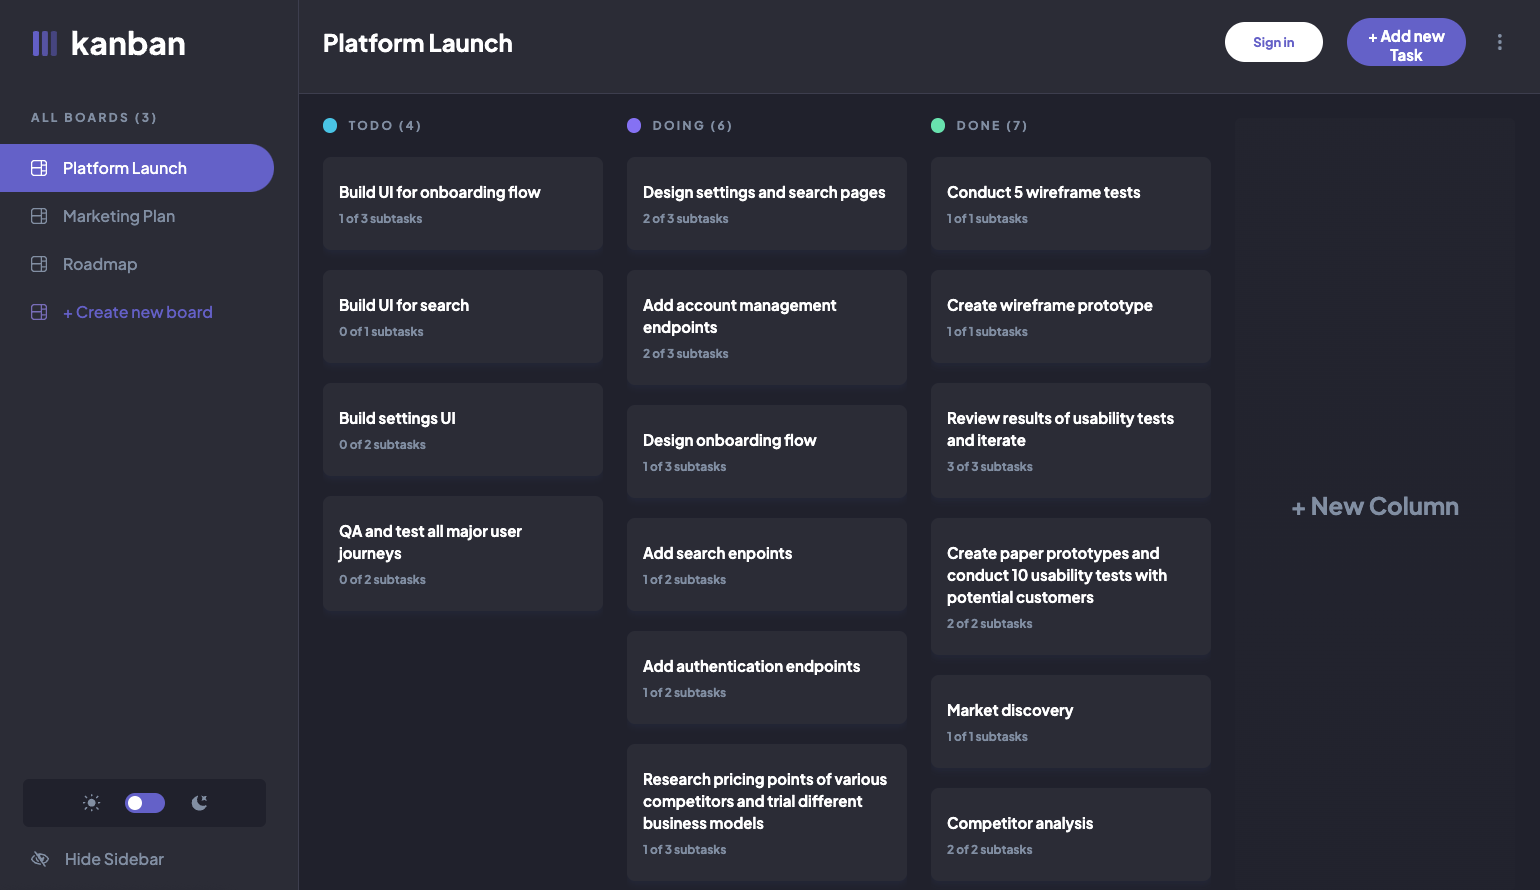 kanban
ALL BOARDS (3)
Platform Launch
Marketing Plan
Roadmap
+ Create new board
Hide Sidebar
Platform Launch
Sign in
+ Add new
Task
TODO (4)
Build UI for onboarding flow
1 of 3 subtasks
Build UI for search
0 of 1 subtasks
Build settings UI
0 of 2 subtasks
QA and test all major user
journeys
0 of 2 subtasks
DOING (6)
Design settings and search pages
2 of 3 subtasks
Add account management
endpoints
2 of 3 subtasks
Design onboarding flow
1 of 3 subtasks
Add search enpoints
1 of 2 subtasks
Add authentication endpoints
1 of 2 subtasks
Research pricing points of various
competitors and trial different
business models
1 of 3 subtasks
DONE (7)
Conduct 5 wireframe tests
1 of 1 subtasks
Create wireframe prototype
1 of 1 subtasks
Review results of usability tests
and iterate
3 of 3 subtasks
Create paper prototypes and
conduct 10 usability tests with
potential customers
2 of 2 subtasks
Market discovery
1 of 1 subtasks
Competitor analysis
2 of 2 subtasks
+ New Column